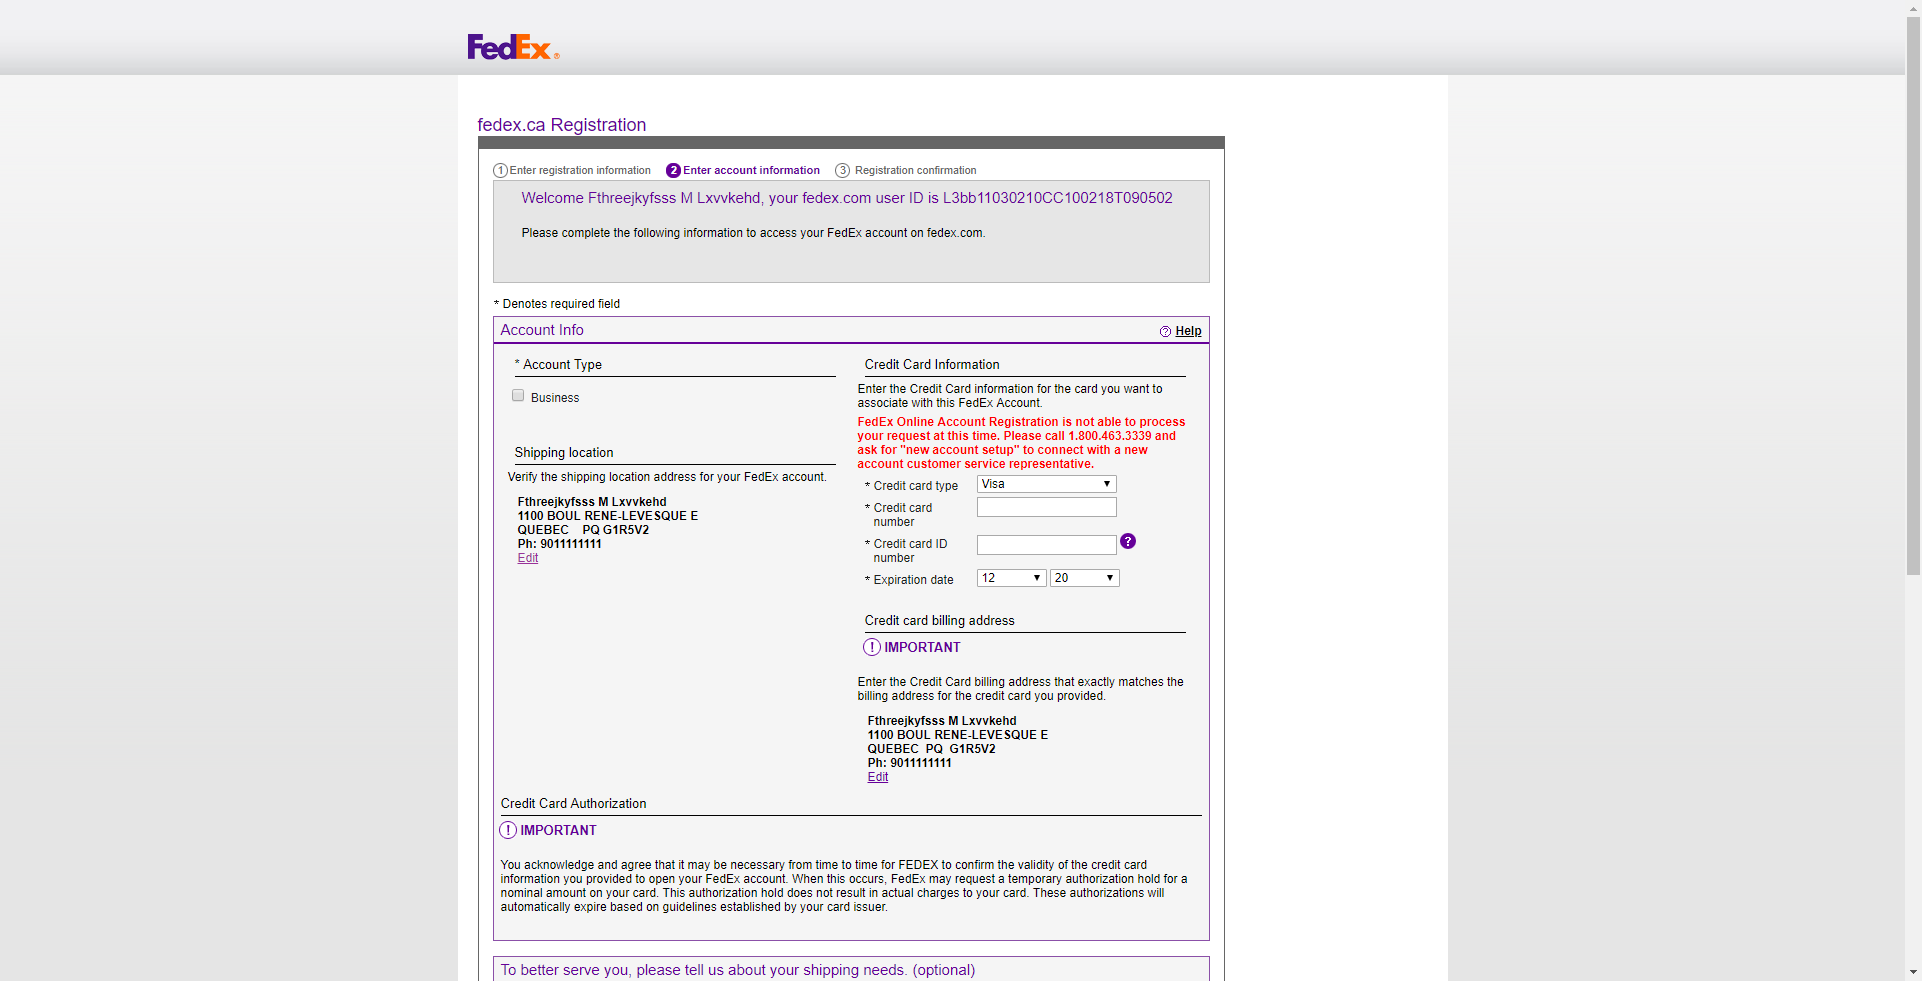 FedEx®
fedex.ca Registration
1 Enter registration information 2 Enter account information 3 Registration confirmation
Welcome Fthreejkyfsss M Lxvvkehd, your fedex.com user ID is L3bb11030210CC100218T090502
Please complete the following information to access your FedEx account on fedex.com.
* Denotes required field
Account Info
? Help
* Account Type
Business
Shipping location
Verify the shipping location address for your FedEx account.
Fthreejkyfsss M Lxvvkehd
1100 BOUL RENE-LEVESQUE E
QUEBEC PQ G1R5V2
Ph: 9011111111
Edit
Credit Card Information
Enter the Credit Card information for the card you want to
associate with this FedEx Account.
FedEx Online Account Registration is not able to process
your request at this time. Please call 1.800.463.3339 and
ask for "new account setup" to connect with a new
account customer service representative.
* Credit card type Visa
* Credit card
number
* Credit card ID ?
number
* Expiration date 12 20
Credit card billing address
! IMPORTANT
Enter the Credit Card billing address that exactly matches the
billing address for the credit card you provided.
Fthreejkyfsss M Lxvvkehd
1100 BOUL RENE-LEVESQUE E
QUEBEC PQ G1R5V2
Ph: 9011111111
Edit
Credit Card Authorization
! IMPORTANT
You acknowledge and agree that it may be necessary from time to time for FEDEX to confirm the validity of the credit card
information you provided to open your FedEx account. When this occurs, FedEx may request a temporary authorization hold for a
nominal amount on your card. This authorization hold does not result in actual charges to your card. These authorizations will
automatically expire based on guidelines established by your card issuer.
To better serve you, please tell us about your shipping needs. (optional)